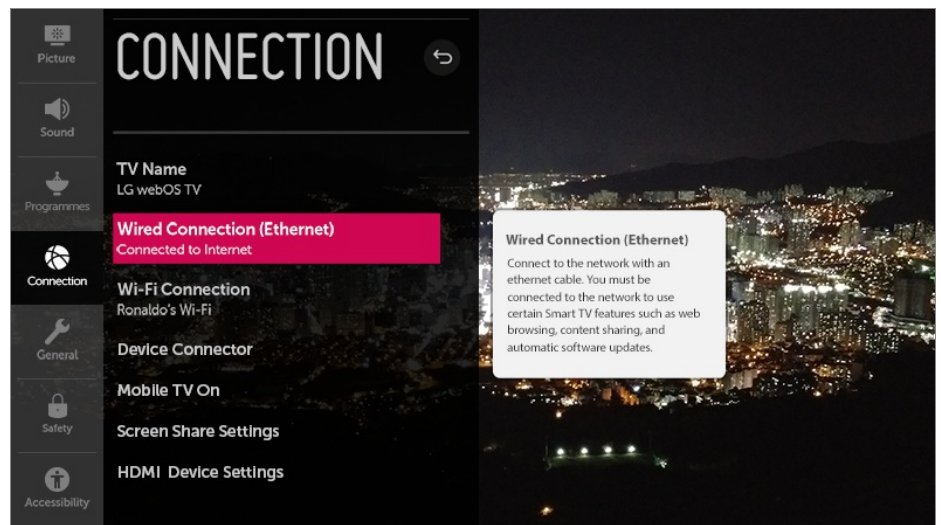 Picture
Sound
Programmes
Connection
General
Safety
Accessibility
CONNECTION
TV Name
LG webOS TV
Wired Connection (Ethernet)
Connected to Internet
Wi-Fi Connection
Ronaldo's Wi-Fi
Device Connector
Mobile TV On
Screen Share Settings
HDMI Device Settings
Wired Connection (Ethernet)
Connect to the network with an
ethernet cable. You must be
connected to the network to use
certain Smart TV features such as web
browsing, content sharing, and
automatic software updates.